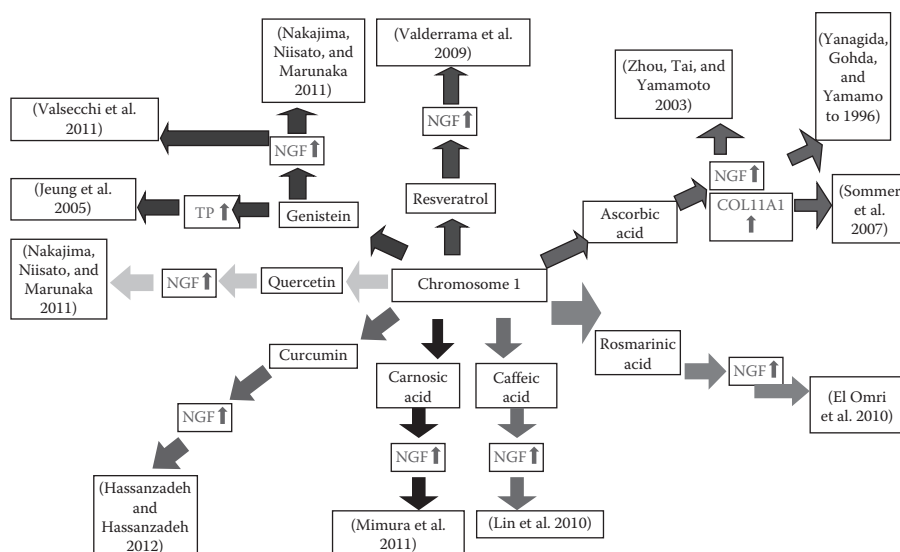 (Nakajima,
Niisato, and
Marunaka
2011)
(Valderrama et al.
2009)
(Zhou, Tai, and
Yamamoto
2003)
(Yanagida,
Gohda,
and
Yamamo
to 1996)
(Valsecchi et al.
2011)
NGF
NGF
NGF
COL11A1
(Jeung et al.
2005)
TP
Genistein
Resveratrol
Ascorbic
acid
(Sommer
et al.
2007)
(Nakajima,
Niisato, and
Marunaka
2011)
NGF
Quercetin
Chromosome 1
Curcumin
Carnosic
acid
Caffeic
acid
Rosmarinic
acid
NGF
(El Omri
et al. 2010)
NGF
NGF
NGF
(Hassanzadeh
and
Hassanzadeh
2012)
(Mimura et al.
2011)
(Lin et al. 2010)